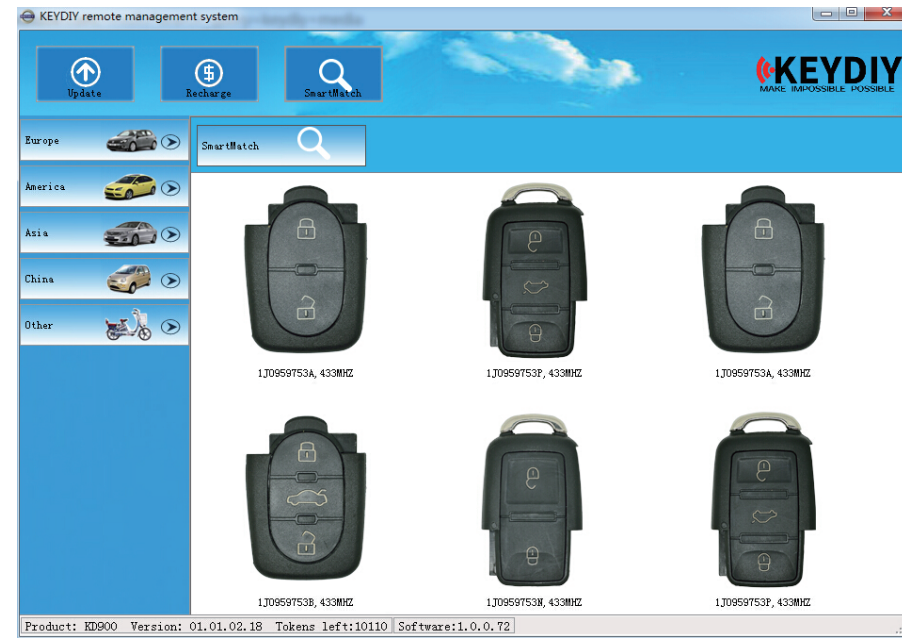 KEYDIY remote management system
Update
Recharge
SmartMatch
KEYDIY
MAKE IMPOSSIBLE POSSIBLE
Europe
America
Asia
China
Other
SmartMatch
1J0959753A, 433MHZ
1J0959753P, 433MHZ
1J0959753A, 433MHZ
1J0959753B, 433MHZ
1J0959753N, 433MHZ
1J0959753P, 433MHZ
Product: KD900 Version: 01.01.02.18 Tokens left:10110 Software:1.0.0.72